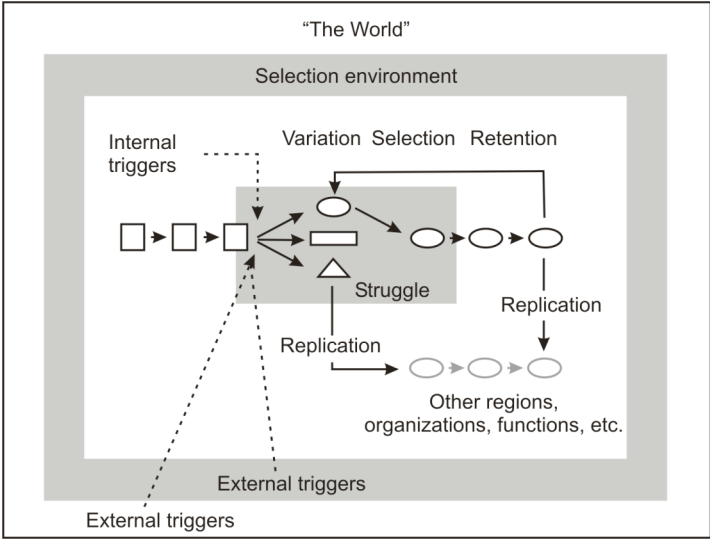 “The World”
Selection environment
Internal
triggers
Variation Selection Retention
Struggle
Replication
Replication
Other regions,
organizations, functions, etc.
External triggers
External triggers